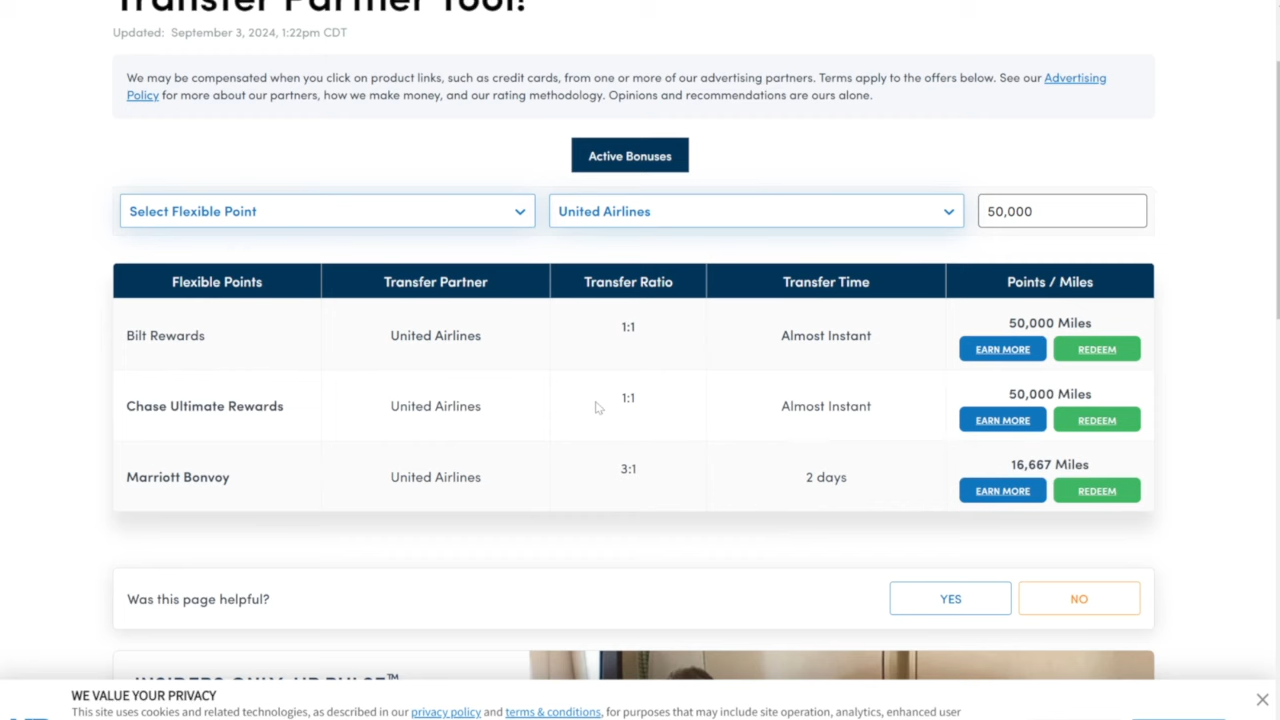 Transfer Partner Tool!
Updated: September 3, 2024, 1:22pm CDT
We may be compensated when you click on product links, such as credit cards, from one or more of our advertising partners. Terms apply to the offers below. See our Advertising
Policy for more about our partners, how we make money, and our rating methodology. Opinions and recommendations are ours alone.
Active Bonuses
Select Flexible Point United Airlines 50,000
Flexible Points Transfer Partner Transfer Ratio Transfer Time Points / Miles
Bilt Rewards United Airlines 1:1 Almost Instant 50,000 Miles
EARN MORE REDEEM
Chase Ultimate Rewards United Airlines 1:1 Almost Instant 50,000 Miles
EARN MORE REDEEM
Marriott Bonvoy United Airlines 3:1 2 days 16,667 Miles
EARN MORE REDEEM
Was this page helpful? YES NO
INSIDERS ONLY: UP PULSE™
WE VALUE YOUR PRIVACY
This site uses cookies and related technologies, as described in our privacy policy and terms & conditions, for purposes that may include site operation, analytics, enhanced user